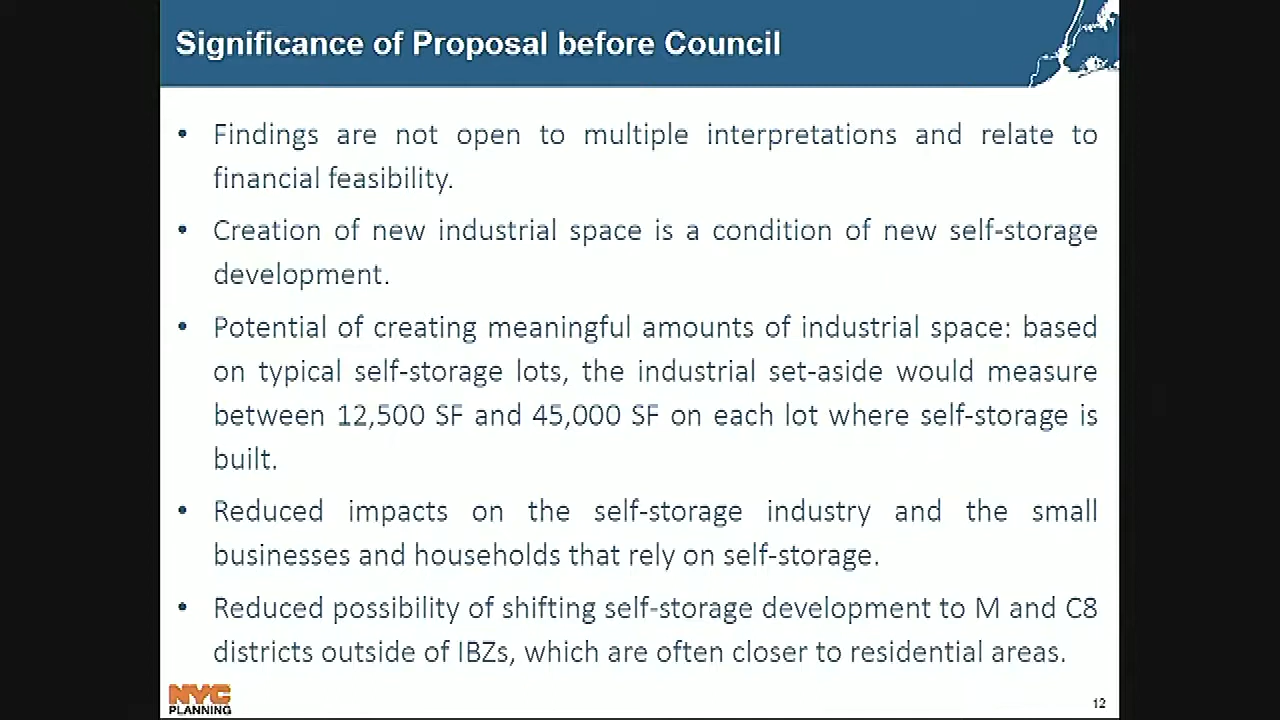 Significance of Proposal before Council
• Findings are not open to multiple interpretations and relate to
financial feasibility.
• Creation of new industrial space is a condition of new self-storage
development.
• Potential of creating meaningful amounts of industrial space: based
on typical self-storage lots, the industrial set-aside would measure
between 12,500 SF and 45,000 SF on each lot where self-storage is
built.
• Reduced impacts on the self-storage industry and the small
businesses and households that rely on self-storage.
• Reduced possibility of shifting self-storage development to M and C8
districts outside of IBZs, which are often closer to residential areas.
NYC
PLANNING
12